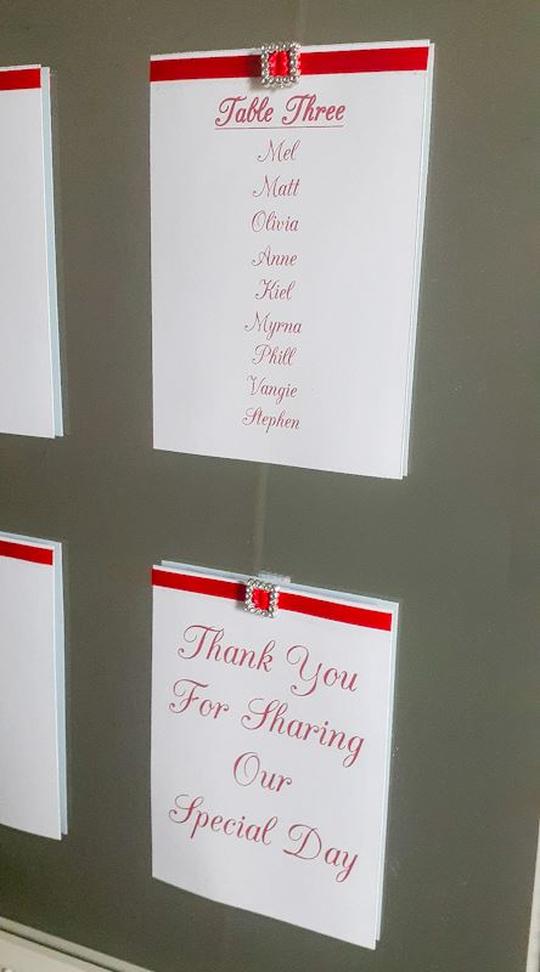 Table Three
Mel
Matt
Olivia
Anne
Kiel
Myrna
Phill
Vangie
Stephen
Thank You
For Sharing
Our
Special Day